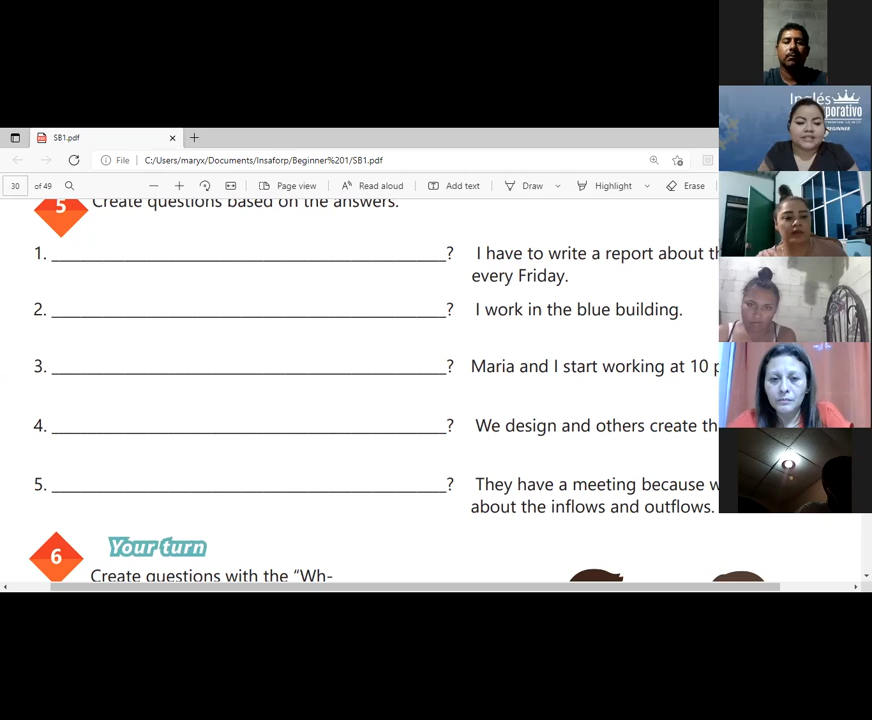 SB1.pdf
File C:/Users/maryx/Documents/Insaforp/Beginner%201/SB1.pdf
30 of 49 Page view Read aloud Add text Draw Highlight Erase
5 Create questions based on the answers.
1. ? I have to write a report about
every Friday.
2. ? I work in the blue building.
3. ? Maria and I start working at 10
4. ? We design and others create
5. ? They have a meeting because
about the inflows and outflows.
6 Your turn
Create questions with the “Wh-
Inglés
porativo
BEGINNER